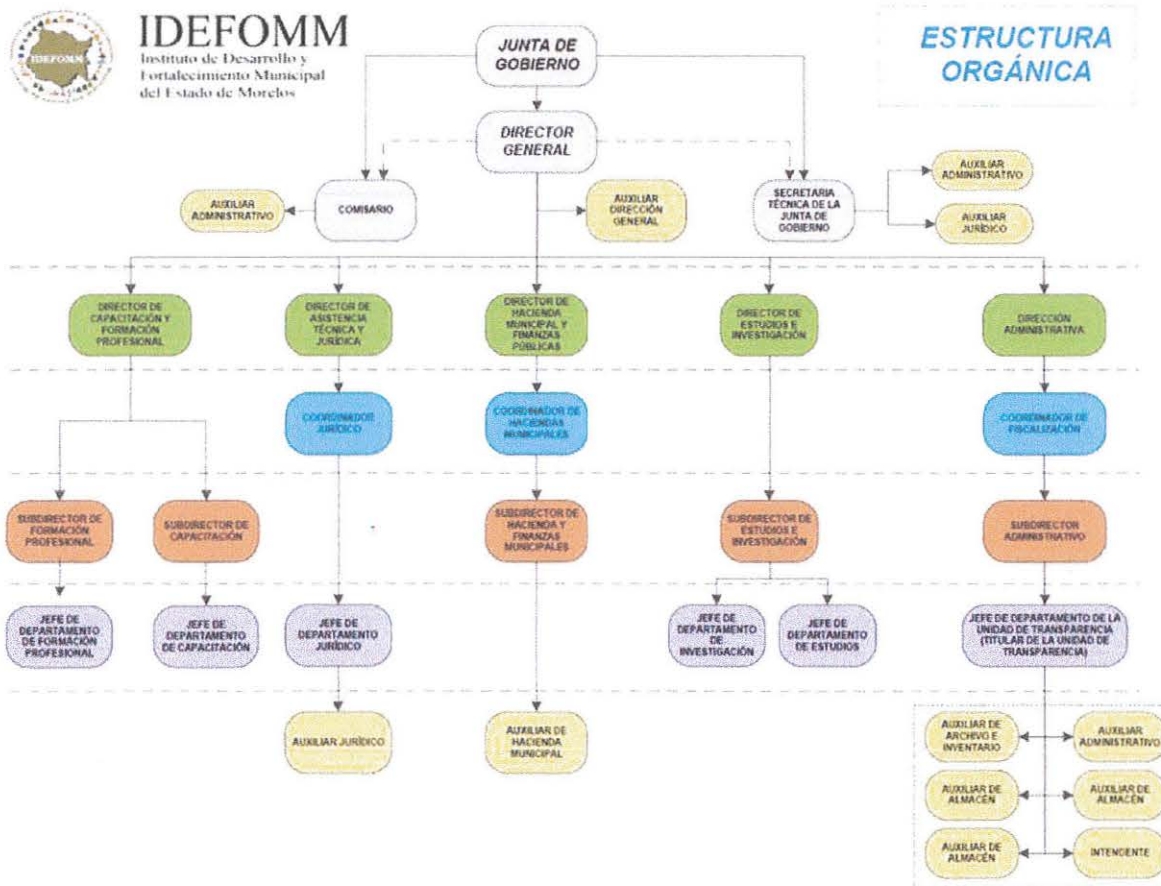 IDEFOMM
IDEFOMM
Instituto de Desarrollo y
Fortalecimiento Municipal
del Estado de Morelos
ESTRUCTURA
ORGÁNICA
JUNTA DE
GOBIERNO
DIRECTOR
GENERAL
AUXILIAR
ADMINISTRATIVO
COMISARIO
AUXILIAR
DIRECCIÓN
GENERAL
SECRETARIA
TÉCNICA DE LA
JUNTA DE
GOBIERNO
AUXILIAR
ADMINISTRATIVO
AUXILIAR
JURÍDICO
DIRECTOR DE
CAPACITACIÓN Y
FORMACIÓN
PROFESIONAL
DIRECTOR DE
ASISTENCIA
TÉCNICA Y
JURÍDICA
DIRECTOR DE
HACIENDA
MUNICIPAL Y
FINANZAS
PÚBLICAS
DIRECTOR DE
ESTUDIOS E
INVESTIGACIÓN
DIRECCIÓN
ADMINISTRATIVA
COORDINADOR
JURÍDICO
COORDINADOR DE
HACIENDAS
MUNICIPALES
COORDINADOR DE
FISCALIZACIÓN
SUBDIRECTOR DE
FORMACIÓN
PROFESIONAL
SUBDIRECTOR DE
CAPACITACIÓN
SUBDIRECTOR DE
HACIENDA Y
FINANZAS
MUNICIPALES
SUBDIRECTOR DE
ESTUDIOS E
INVESTIGACIÓN
SUBDIRECTOR
ADMINISTRATIVO
JEFE DE
DEPARTAMENTO
DE FORMACIÓN
PROFESIONAL
JEFE DE
DEPARTAMENTO
DE CAPACITACIÓN
JEFE DE
DEPARTAMENTO
JURÍDICO
JEFE DE
DEPARTAMENTO
DE
INVESTIGACIÓN
JEFE DE
DEPARTAMENTO
DE ESTUDIOS
JEFE DE DEPARTAMENTO DE LA
UNIDAD DE TRANSPARENCIA
(TITULAR DE LA UNIDAD DE
TRANSPARENCIA)
AUXILIAR JURÍDICO
AUXILIAR DE
HACIENDA
MUNICIPAL
AUXILIAR DE
ARCHIVO E
INVENTARIO
AUXILIAR
ADMINISTRATIVO
AUXILIAR DE
ALMACÉN
AUXILIAR DE
ALMACÉN
AUXILIAR DE
ALMACÉN
INTENDENTE